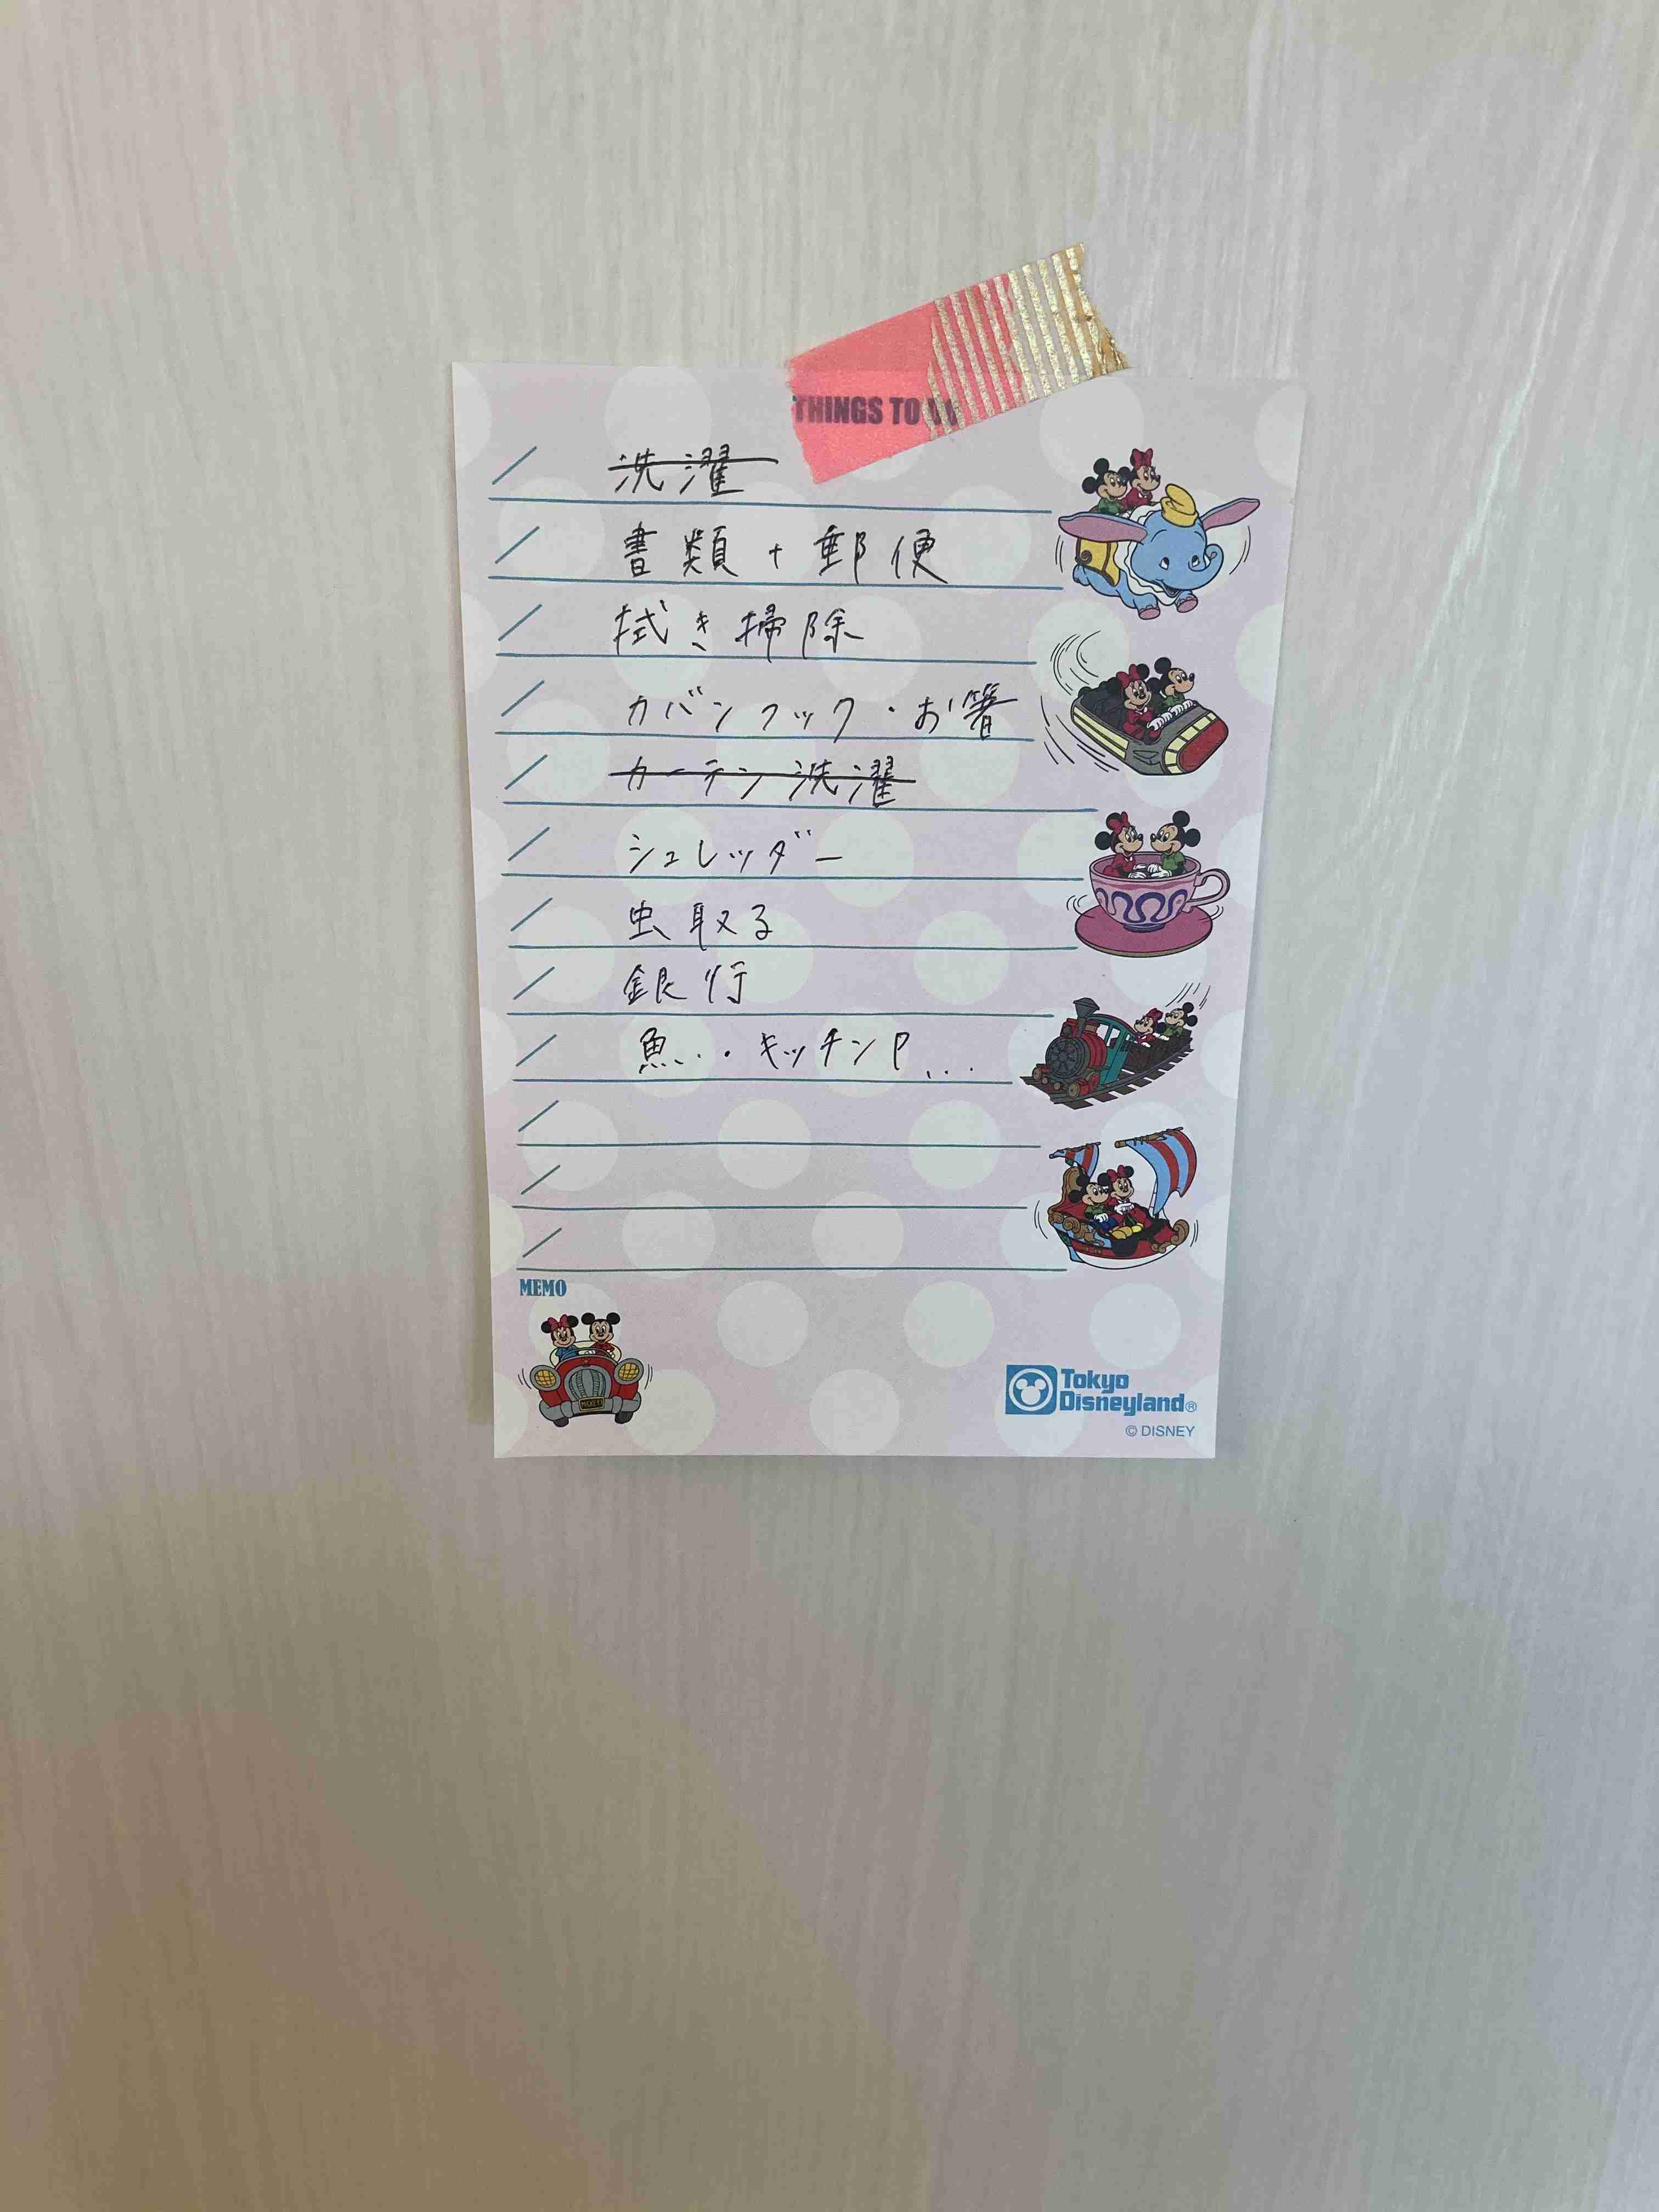 THINGS TO DO
洗濯
書類+郵便
拭き掃除
カバンフック・お箸
カーテン洗濯
シュレッダー
虫取る
銀行
魚...・キッチンP...
MEMO
MICKEY
Tokyo
Disneyland®
© DISNEY